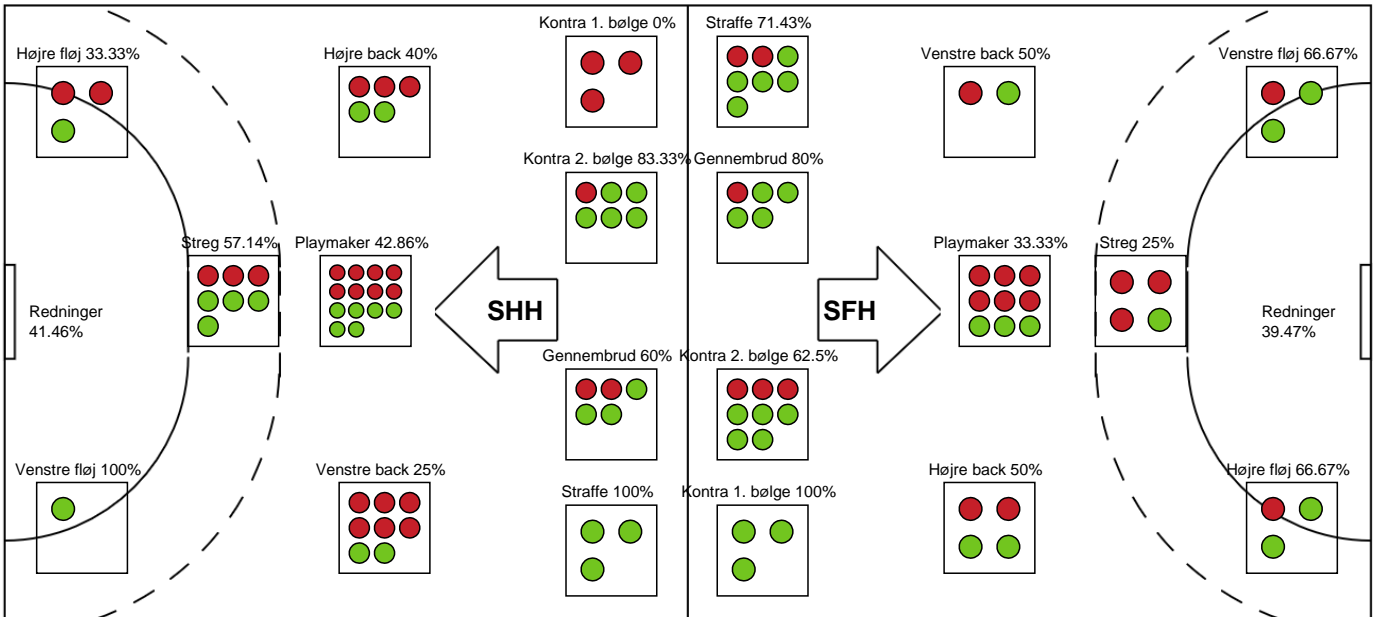 Kontra 1. bølge 0%
Straffe 71.43%
Højre fløj 33.33%
Højre back 40%
Venstre back 50%
Venstre fløj 66.67%
Kontra 2. bølge 83.33%
Gennembrud 80%
Streg 57.14%
Playmaker 42.86%
Playmaker 33.33%
Streg 25%
Redninger
41.46%
SHH
SFH
Redninger
39.47%
Gennembrud 60%
Kontra 2. bølge 62.5%
Venstre fløj 100%
Venstre back 25%
Højre back 50%
Højre fløj 66.67%
Straffe 100%
Kontra 1. bølge 100%